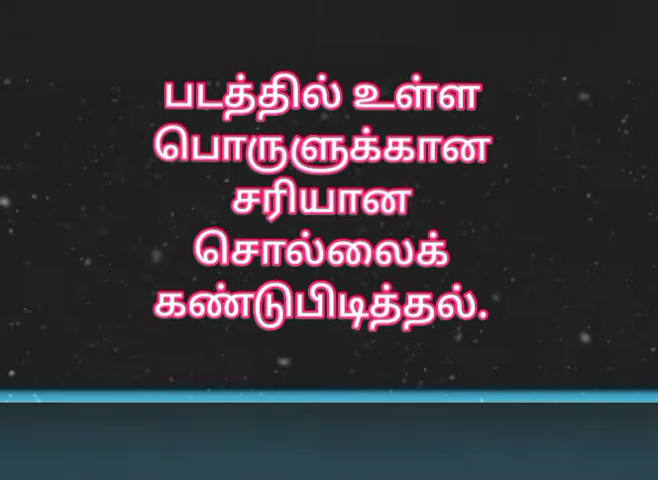 படத்தில் உள்ள
பொருளுக்கான
சரியான
சொல்லைக்
கண்டுபிடித்தல்.